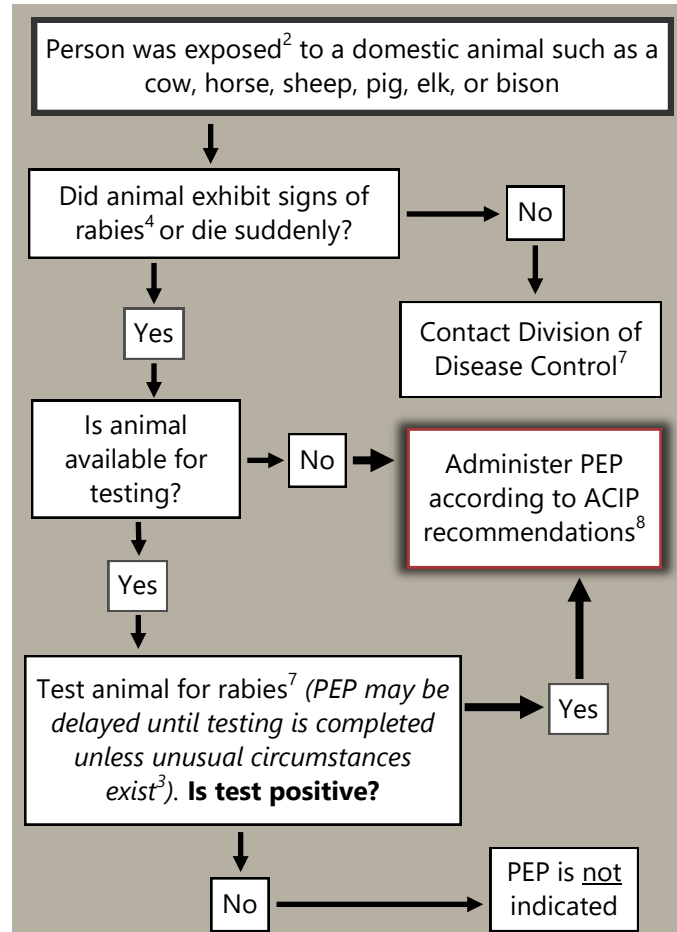 Person was exposed² to a domestic animal such as a
cow, horse, sheep, pig, elk, or bison
Did animal exhibit signs of
rabies⁴ or die suddenly?
No
Yes
Contact Division of
Disease Control⁷
Is animal
available for
testing?
No
Administer PEP
according to ACIP
recommendations⁸
Yes
Test animal for rabies⁷ (PEP may be
delayed until testing is completed
unless unusual circumstances
exist³). Is test positive?
Yes
No
PEP is not
indicated